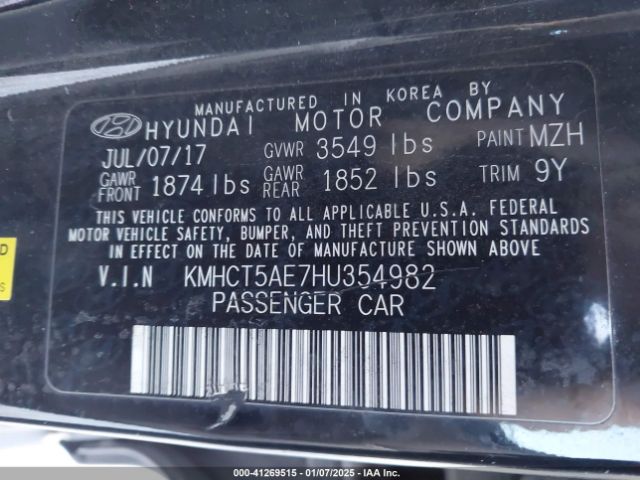 MANUFACTURED IN KOREA BY
HYUNDAI MOTOR COMPANY
JUL/07/17 GVWR 3549 lbs PAINT MZH
GAWR FRONT 1874 lbs GAWR REAR 1852 lbs TRIM 9Y
THIS VEHICLE CONFORMS TO ALL APPLICABLE U.S.A. FEDERAL
MOTOR VEHICLE SAFETY, BUMPER, AND THEFT PREVENTION STANDARDS
IN EFFECT ON THE DATE OF MANUFACTURE SHOWN ABOVE.
V.I.N KMHCT5AE7HU354982
PASSENGER CAR
000-41269515 - 01/07/2025 - IAA Inc.